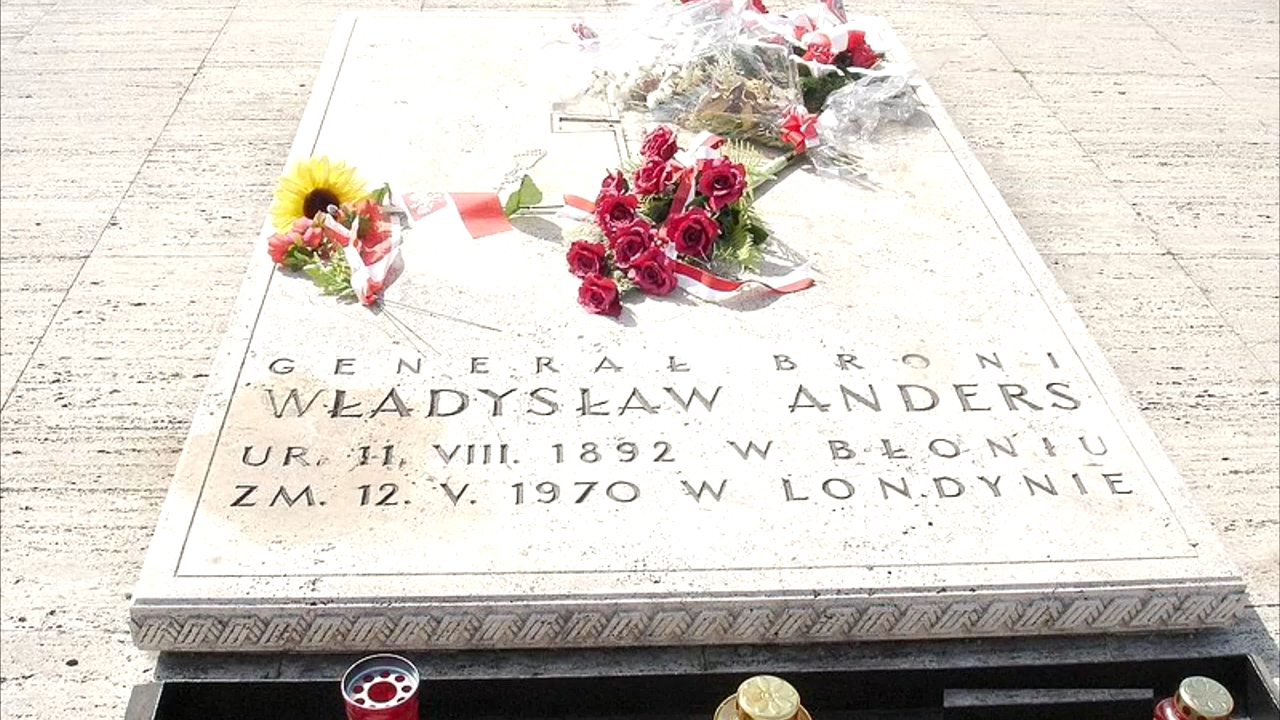 GENERAŁ BRONI
WŁADYSŁAW ANDERS
UR. 11. VIII. 1892 W BŁONIU
ZM. 12. V. 1970 W LONDYNIE